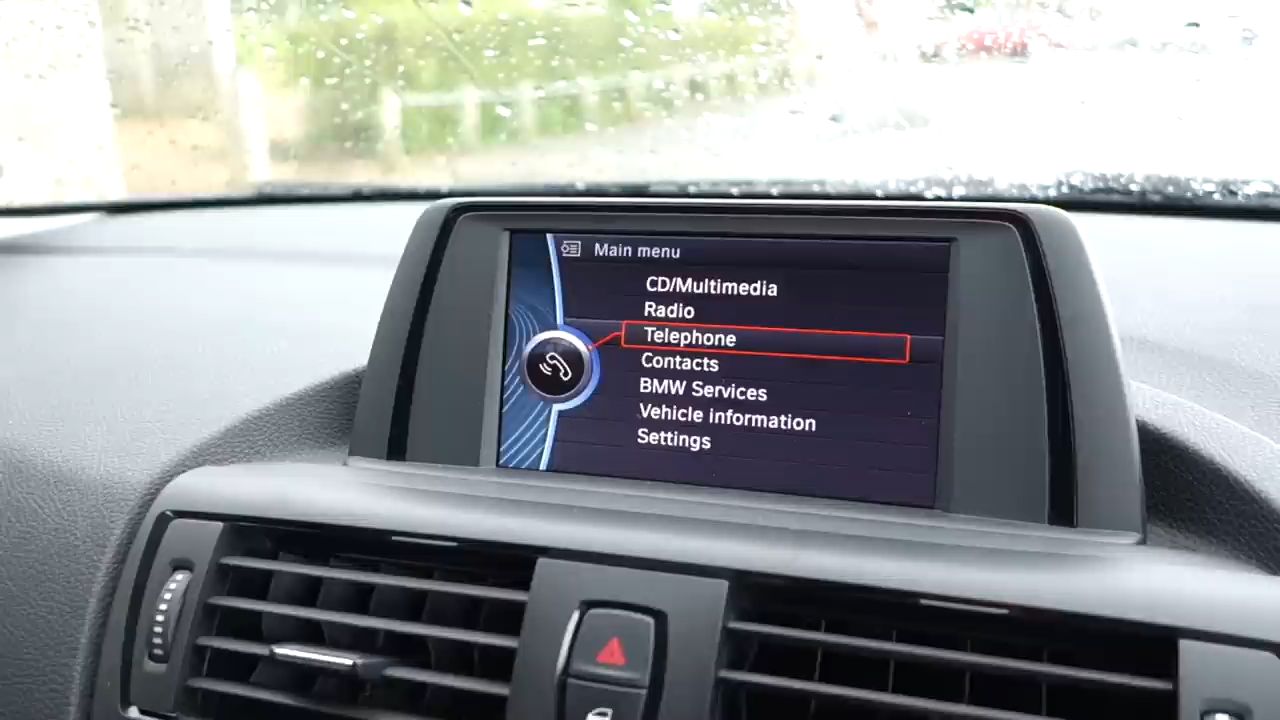 Main menu
CD/Multimedia
Radio
Telephone
Contacts
BMW Services
Vehicle information
Settings